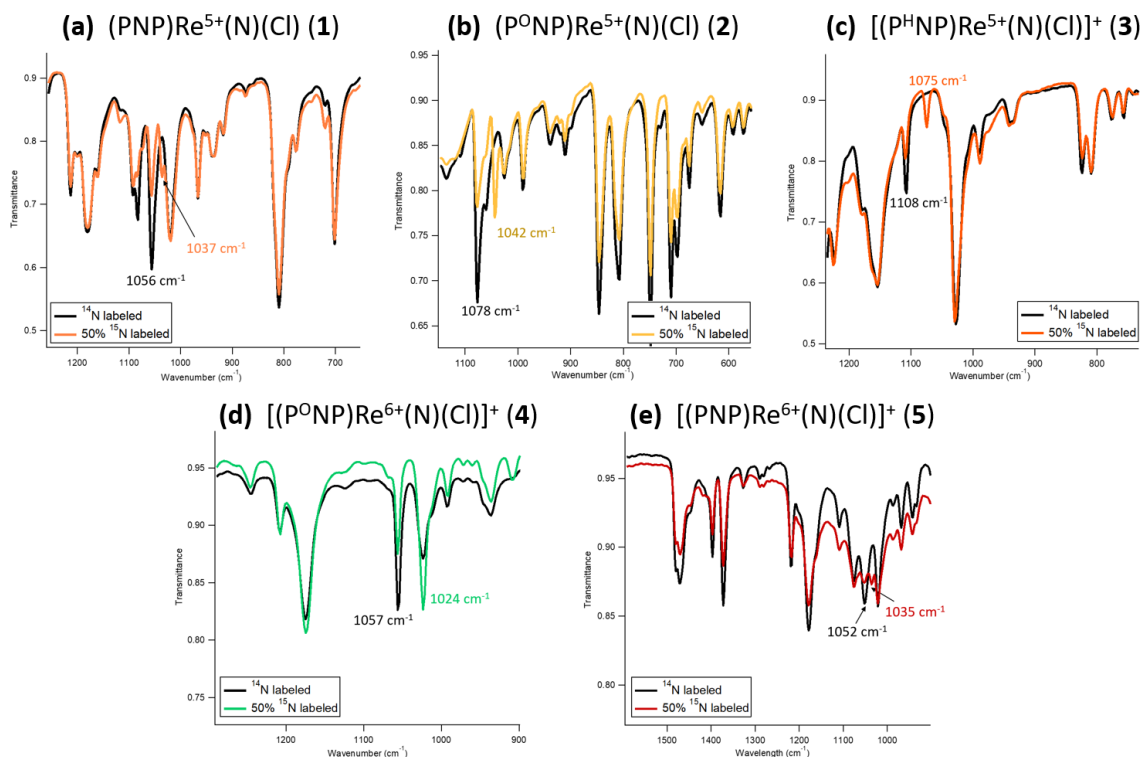 (a) (PNP)Re⁵⁺(N)(Cl) (1)
0.9
0.8
0.7
0.6
0.5
Transmittance
1037 cm⁻¹
1056 cm⁻¹
¹⁴N labeled
50% ¹⁵N labeled
1200 1100 1000 900 800 700
Wavenumber (cm⁻¹)
(b) (PᴼNP)Re⁵⁺(N)(Cl) (2)
0.95
0.90
0.85
0.80
0.75
0.70
0.65
Transmittance
1042 cm⁻¹
1078 cm⁻¹
¹⁴N labeled
50% ¹⁵N labeled
1100 1000 900 800 700 600
Wavenumber (cm⁻¹)
(c) [(PᴴNP)Re⁵⁺(N)(Cl)]⁺ (3)
0.9
0.8
0.7
0.6
0.5
Transmittance
1075 cm⁻¹
1108 cm⁻¹
¹⁴N labeled
50% ¹⁵N labeled
1200 1100 1000 900 800
Wavenumber (cm⁻¹)
(d) [(PᴼNP)Re⁶⁺(N)(Cl)]⁺ (4)
0.95
0.90
0.85
0.80
0.75
Transmittance
1024 cm⁻¹
1057 cm⁻¹
¹⁴N labeled
50% ¹⁵N labeled
1200 1100 1000 900
Wavenumber (cm⁻¹)
(e) [(PNP)Re⁶⁺(N)(Cl)]⁺ (5)
0.95
0.90
0.85
0.80
Transmittance
1035 cm⁻¹
1052 cm⁻¹
¹⁴N labeled
50% ¹⁵N labeled
1500 1400 1300 1200 1100 1000
Wavelength (cm⁻¹)